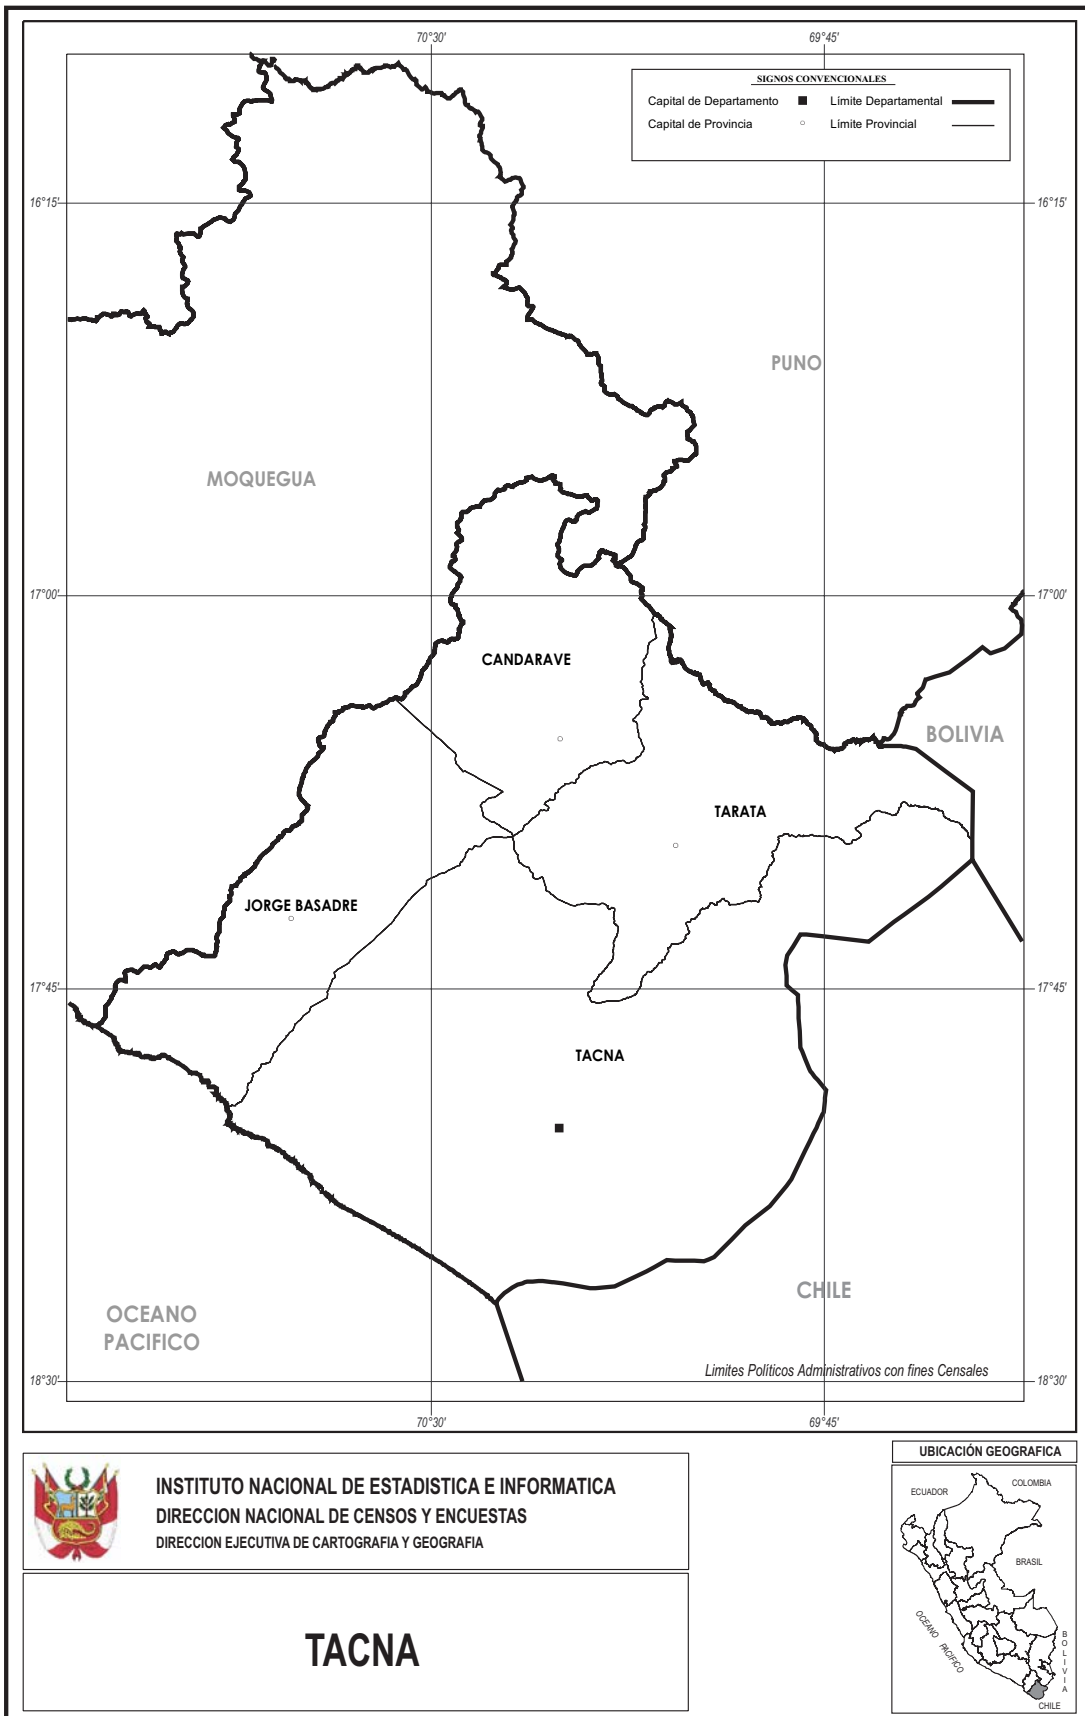 70°30'
69°45'
SIGNOS CONVENCIONALES
Capital de Departamento
Límite Departamental
Capital de Provincia
Límite Provincial
16°15'
16°15'
PUNO
MOQUEGUA
17°00'
17°00'
CANDARAVE
BOLIVIA
TARATA
JORGE BASADRE
17°45'
17°45'
TACNA
CHILE
OCEANO
PACIFICO
Limites Políticos Administrativos con fines Censales
18°30'
18°30'
70°30'
69°45'
INSTITUTO NACIONAL DE ESTADISTICA E INFORMATICA
DIRECCION NACIONAL DE CENSOS Y ENCUESTAS
DIRECCION EJECUTIVA DE CARTOGRAFIA Y GEOGRAFIA
TACNA
UBICACIÓN GEOGRAFICA
ECUADOR
COLOMBIA
BRASIL
OCEANO PACIFICO
BOLIVIA
CHILE